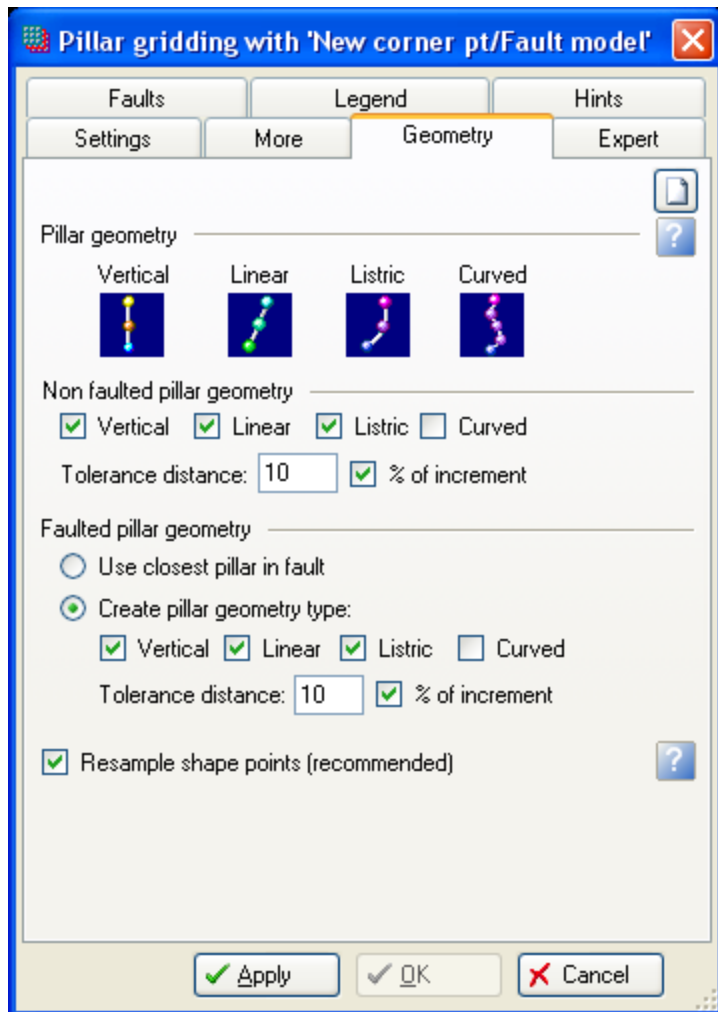 Pillar gridding with 'New corner pt/Fault model'
Faults Legend Hints
Settings More Geometry Expert
?
Pillar geometry
Vertical Linear Listric Curved
Non faulted pillar geometry
Vertical Linear Listric Curved
Tolerance distance: 10 % of increment
Faulted pillar geometry
Use closest pillar in fault
Create pillar geometry type:
Vertical Linear Listric Curved
Tolerance distance: 10 % of increment
Resample shape points (recommended) ?
Apply OK Cancel